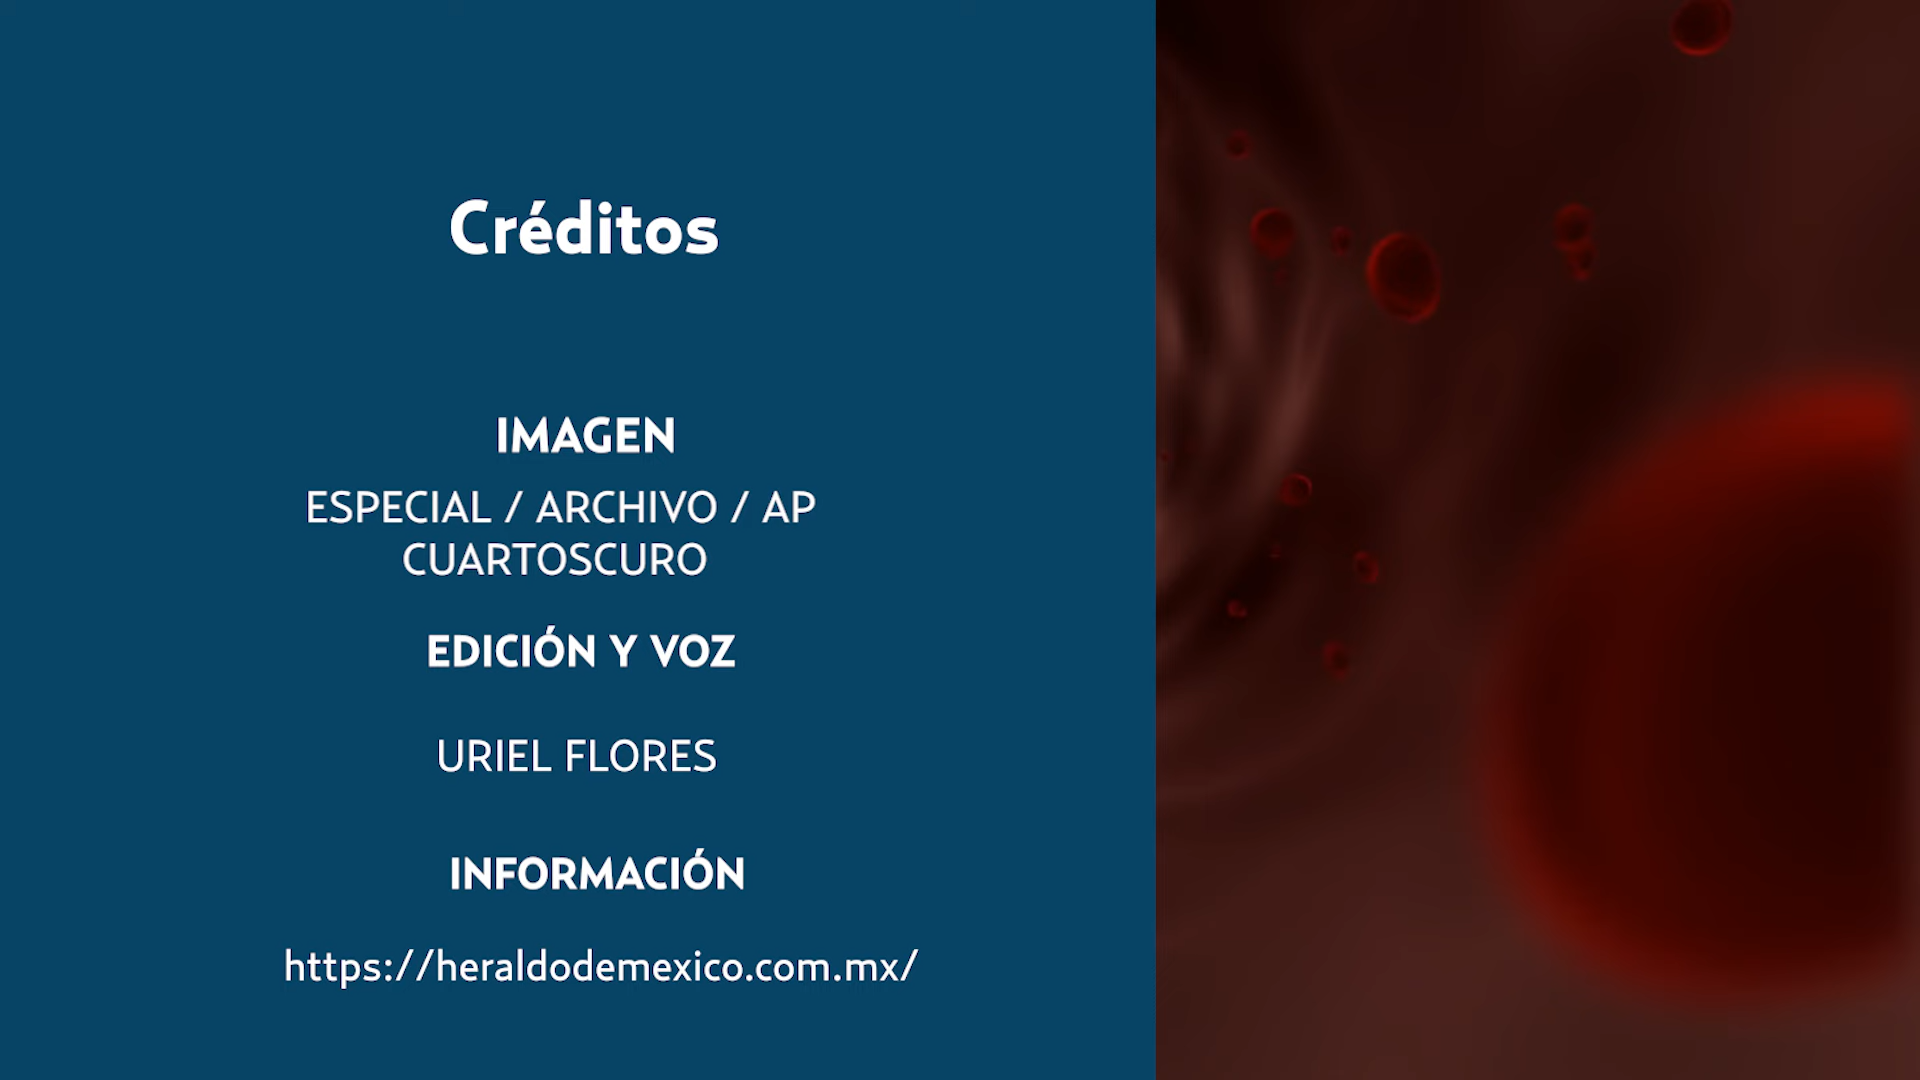 Créditos
IMAGEN
ESPECIAL / ARCHIVO / AP
CUARTOSCURO
EDICIÓN Y VOZ
URIEL FLORES
INFORMACIÓN
https://heraldodemexico.com.mx/